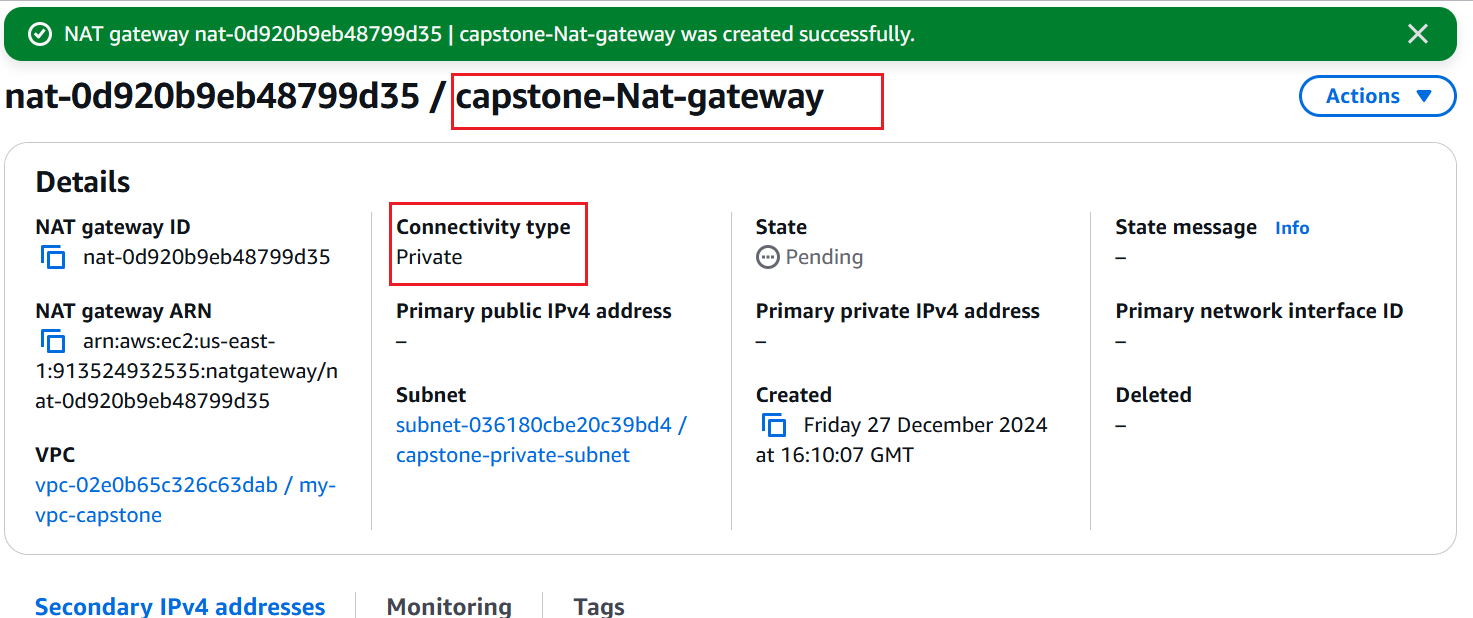 NAT gateway nat-0d920b9eb48799d35 | capstone-Nat-gateway was created successfully.
nat-0d920b9eb48799d35 / capstone-Nat-gateway
Actions
Details
NAT gateway ID
nat-0d920b9eb48799d35
NAT gateway ARN
arn:aws:ec2:us-east-
1:913524932535:natgateway/n
at-0d920b9eb48799d35
VPC
vpc-02e0b65c326c63dab / my-
vpc-capstone
Connectivity type
Private
Primary public IPv4 address
–
Subnet
subnet-036180cbe20c39bd4 /
capstone-private-subnet
State
Pending
Primary private IPv4 address
–
Created
Friday 27 December 2024
at 16:10:07 GMT
State message Info
–
Primary network interface ID
–
Deleted
–
Secondary IPv4 addresses
Monitoring
Tags